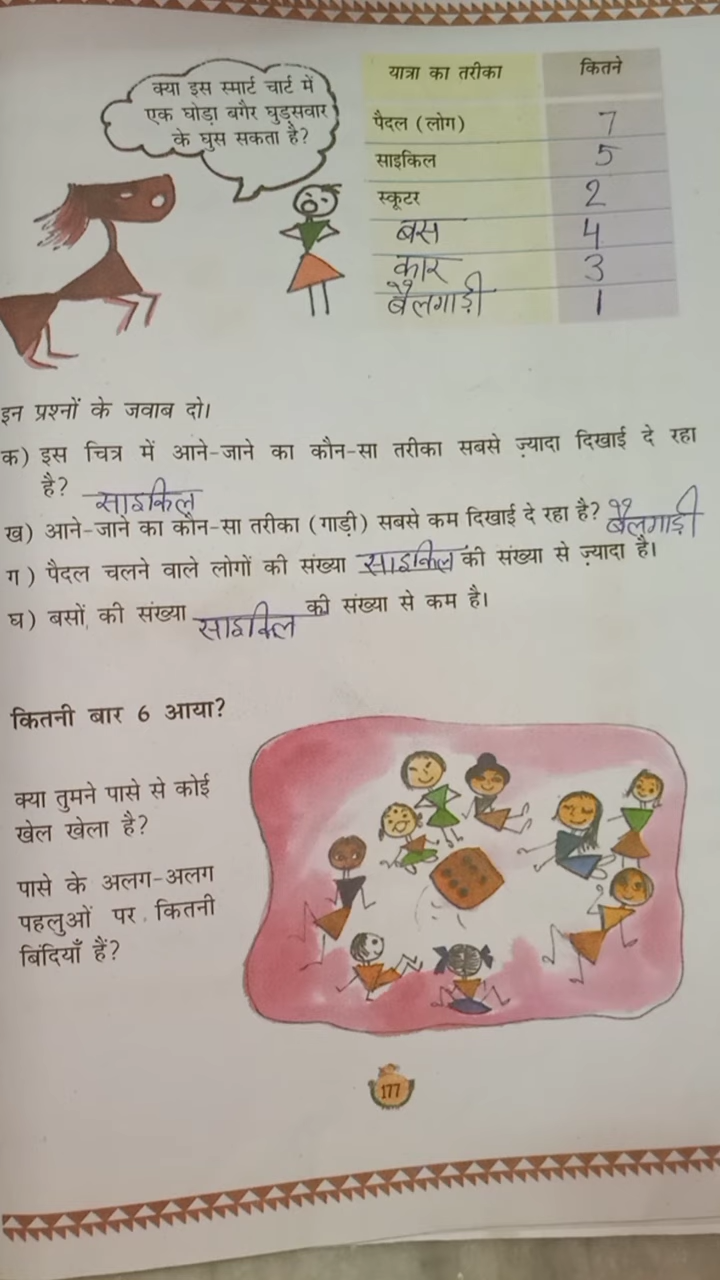 क्या इस स्मार्ट चार्ट में
एक घोड़ा बगैर घुड़सवार
के घुस सकता है?
यात्रा का तरीका कितने
पैदल (लोग) 7
साइकिल 5
स्कूटर 2
बस 4
कार 3
बैलगाड़ी 1
इन प्रश्नों के जवाब दो।
क) इस चित्र में आने-जाने का कौन-सा तरीका सबसे ज़्यादा दिखाई दे रहा
है? साइकिल
ख) आने-जाने का कौन-सा तरीका (गाड़ी) सबसे कम दिखाई दे रहा है? बैलगाड़ी
ग) पैदल चलने वाले लोगों की संख्या साइकिल की संख्या से ज़्यादा है।
घ) बसों की संख्या साइकिल की संख्या से कम है।
कितनी बार 6 आया?
क्या तुमने पासे से कोई
खेल खेला है?
पासे के अलग-अलग
पहलुओं पर कितनी
बिंदियाँ हैं?
177